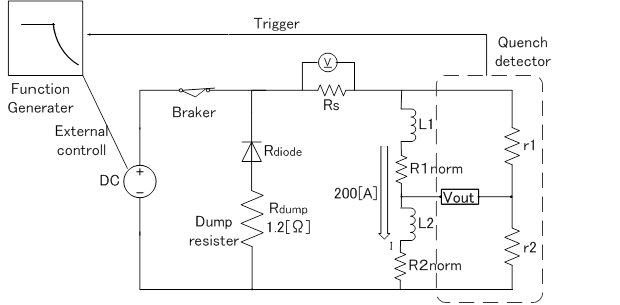 Trigger
Quench
detector
Function
Generater
V
Rs
Braker
External
controll
L1
r1
Rdiode
DC
+
−
R1norm
200[A]
Vout
Rdump
1.2[Ω]
Dump
resister
L2
I
r2
R2norm